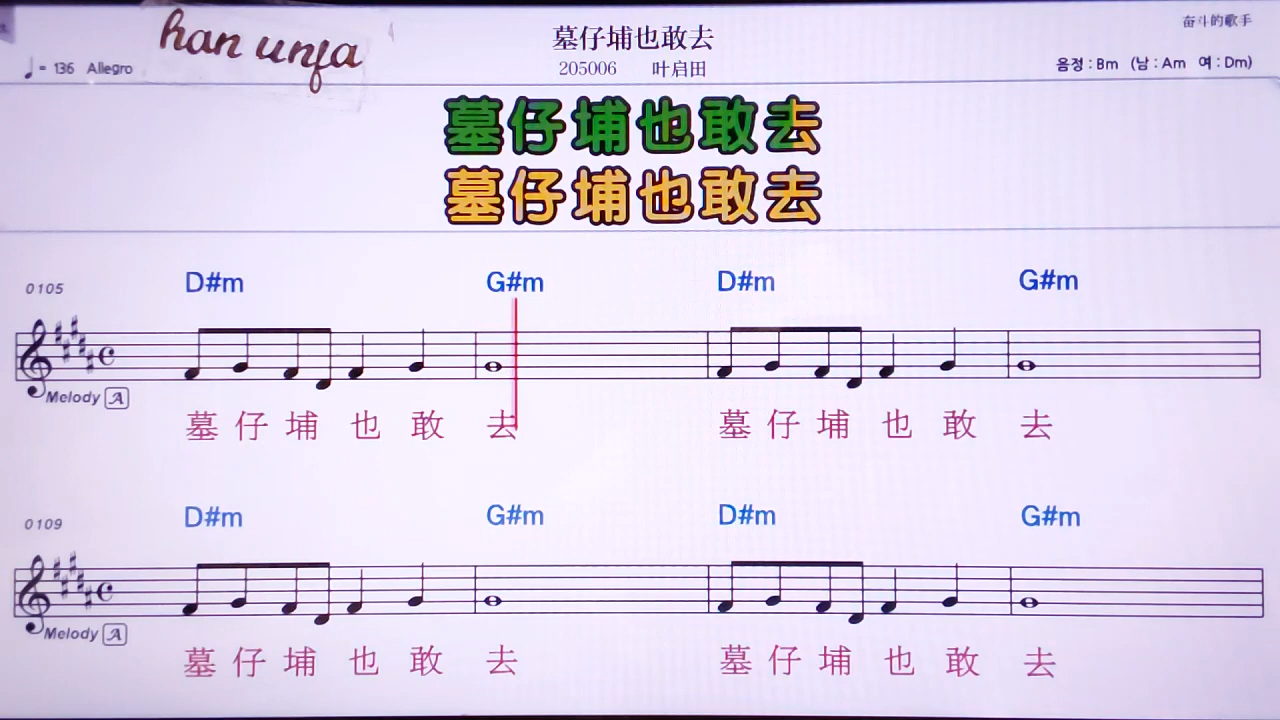 han unfa
墓仔埔也敢去
奋斗的歌手
♩= 136 Allegro
205006 叶启田
음정 : Bm (남 : Am 여 : Dm)
墓仔埔也敢去
墓仔埔也敢去
0105 D#m G#m D#m G#m
Melody A
墓 仔 埔 也 敢 去 墓 仔 埔 也 敢 去
0109 D#m G#m D#m G#m
Melody A
墓 仔 埔 也 敢 去 墓 仔 埔 也 敢 去